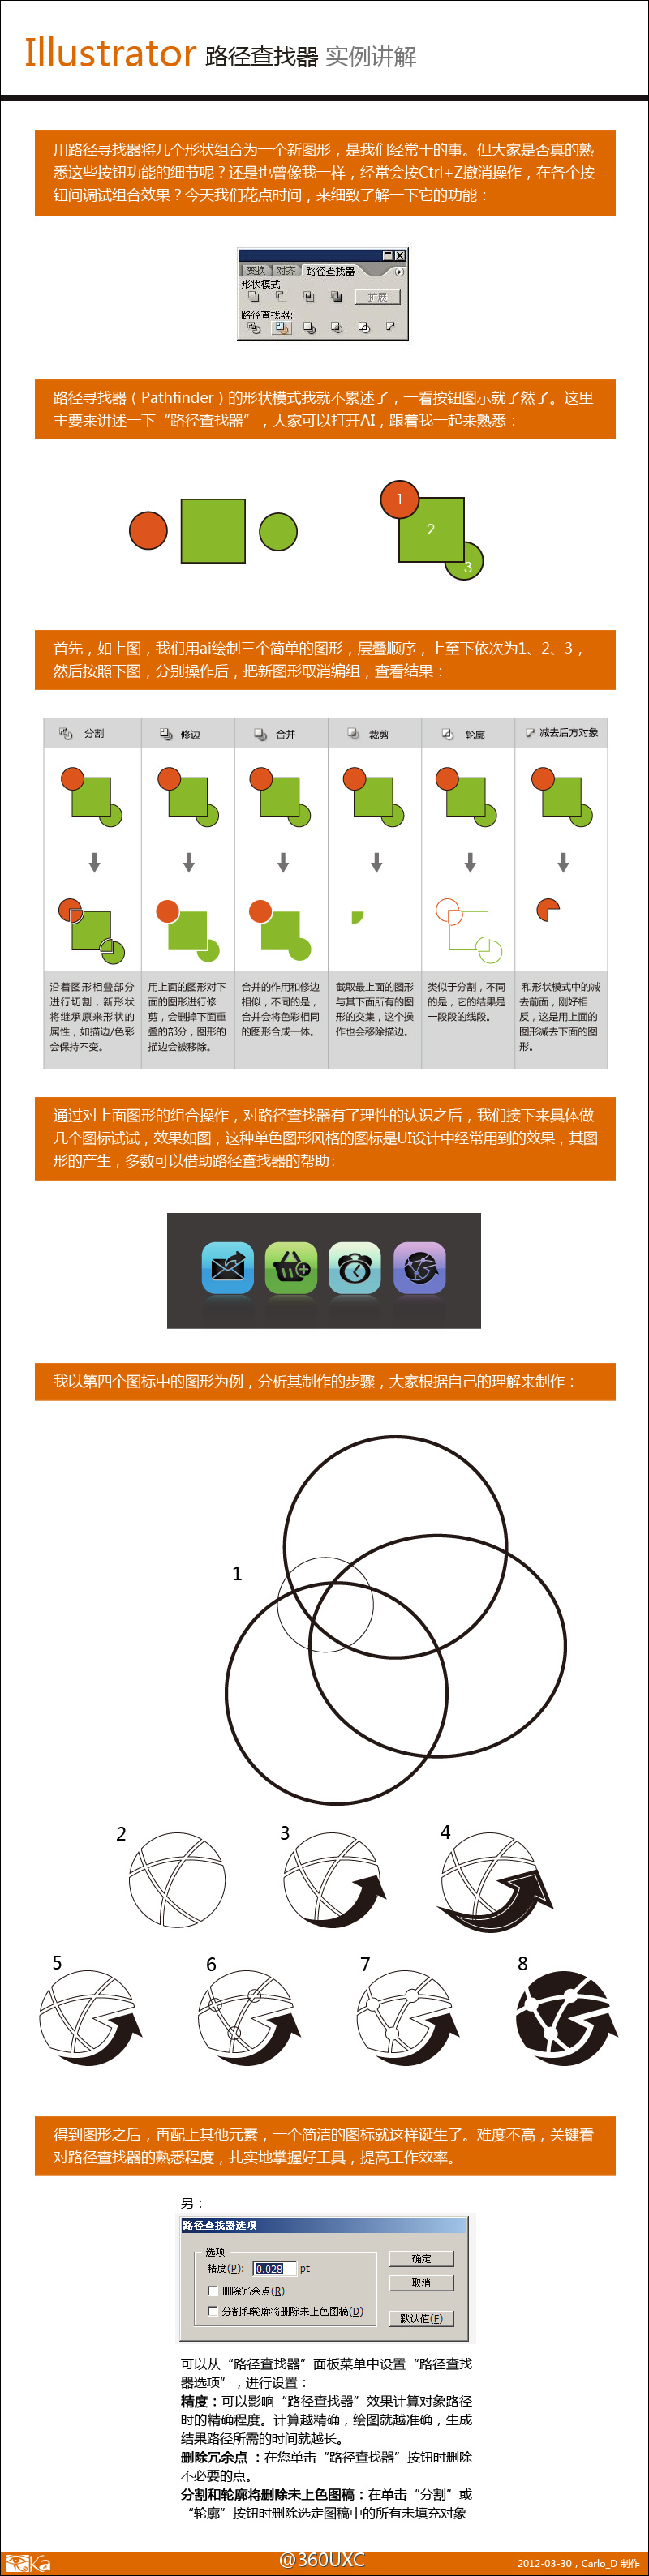 Illustrator 路径查找器 实例讲解
用路径寻找器将几个形状组合为一个新图形，是我们经常干的事。但大家是否真的熟
悉这些按钮功能的细节呢？还是也曾像我一样，经常会按Ctrl+Z撤消操作，在各个按
钮间调试组合效果？今天我们花点时间，来细致了解一下它的功能：
变换 对齐 路径查找器
形状模式:
扩展
路径查找器:
路径寻找器（Pathfinder）的形状模式我就不累述了，一看按钮图示就了然了。这里
主要来讲述一下“路径查找器”，大家可以打开AI，跟着我一起来熟悉：
1
2
3
首先，如上图，我们用ai绘制三个简单的图形，层叠顺序，上至下依次为1、2、3，
然后按照下图，分别操作后，把新图形取消编组，查看结果：
分割 修边 合并 裁剪 轮廓 减去后方对象
沿着图形相叠部分
进行切割，新形状
将继承原来形状的
属性，如描边/色彩
会保持不变。
用上面的图形对下
面的图形进行修
剪，会删掉下面重
叠的部分，图形的
描边会被移除。
合并的作用和修边
相似，不同的是，
合并会将色彩相同
的图形合成一体。
截取最上面的图形
与其下面所有的图
形的交集，这个操
作也会移除描边。
类似于分割，不同
的是，它的结果是
一段段的线段。
和形状模式中的减
去前面，刚好相
反，这是用上面的
图形减去下面的图
形。
通过对上面图形的组合操作，对路径查找器有了理性的认识之后，我们接下来具体做
几个图标试试，效果如图，这种单色图形风格的图标是UI设计中经常用到的效果，其图
形的产生，多数可以借助路径查找器的帮助：
我以第四个图标中的图形为例，分析其制作的步骤，大家根据自己的理解来制作：
1
2
3
4
5
6
7
8
得到图形之后，再配上其他元素，一个简洁的图标就这样诞生了。难度不高，关键看
对路径查找器的熟悉程度，扎实地掌握好工具，提高工作效率。
另：
路径查找器选项
选项
精度(P): 0.028 pt
删除冗余点(R)
分割和轮廓将删除未上色图稿(D)
确定
取消
默认值(F)
可以从“路径查找器”面板菜单中设置“路径查找
器选项”，进行设置：
精度：可以影响“路径查找器”效果计算对象路径
时的精确程度。计算越精确，绘图就越准确，生成
结果路径所需的时间就越长。
删除冗余点 ：在您单击“路径查找器”按钮时删除
不必要的点。
分割和轮廓将删除未上色图稿：在单击“分割”或
“轮廓”按钮时删除选定图稿中的所有未填充对象
@360UXC
2012-03-30，Carlo_D 制作